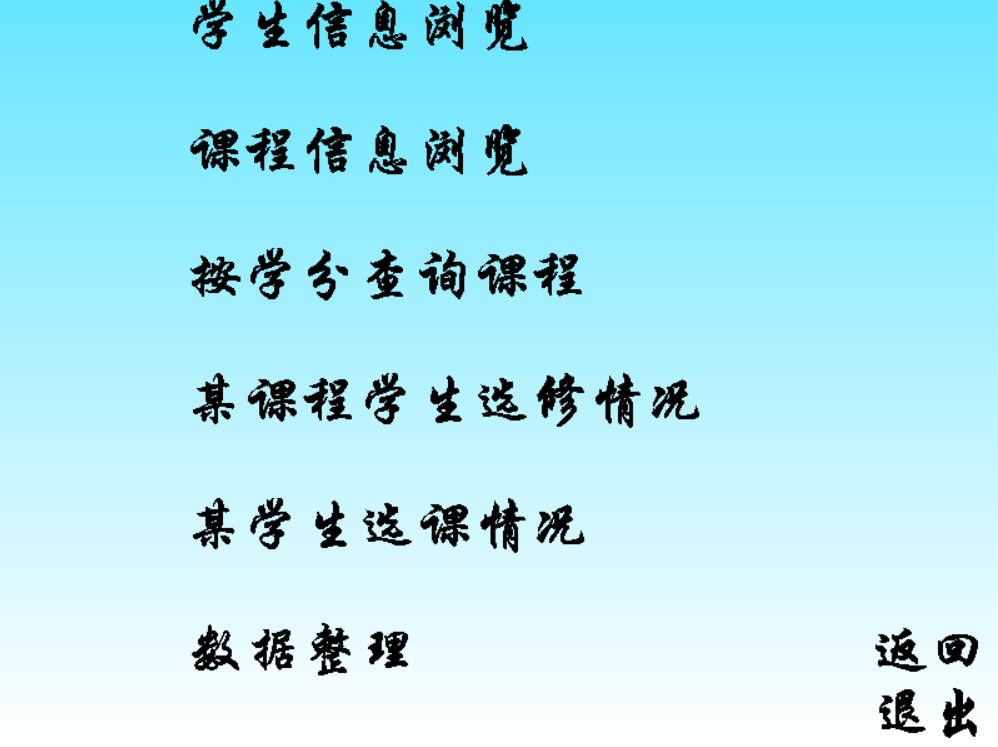 学生信息浏览
课程信息浏览
按学分查询课程
某课程学生选修情况
某学生选课情况
数据整理
返回
退出